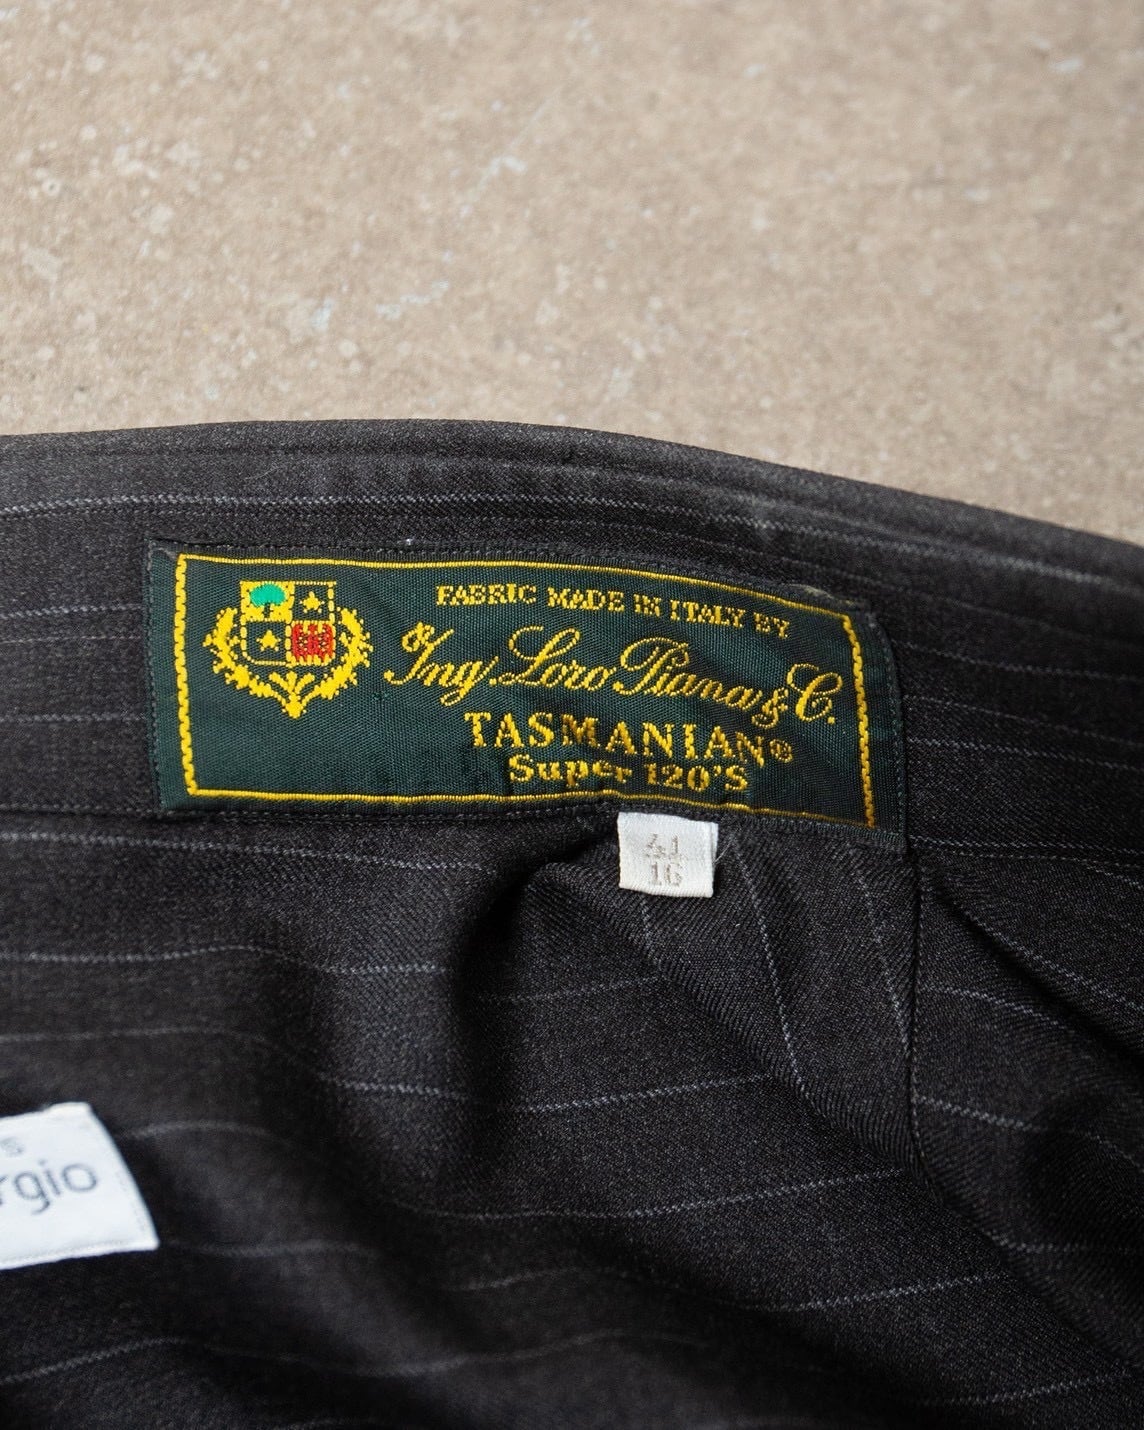 FABRIC MADE IN ITALY BY
Ing. Loro Piana & C.
TASMANIAN®
Super 120'S
41
16
S
rgio